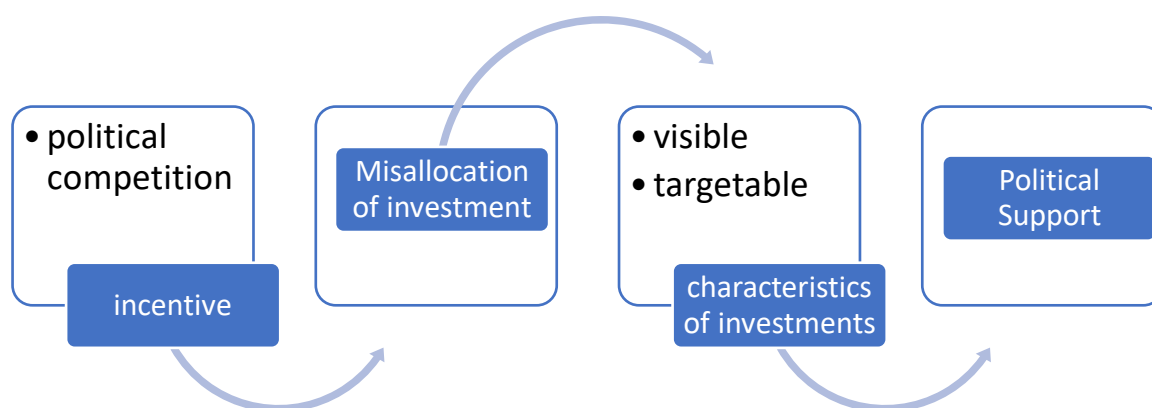 • political
competition
incentive
Misallocation
of investment
• visible
• targetable
characteristics
of investments
Political
Support